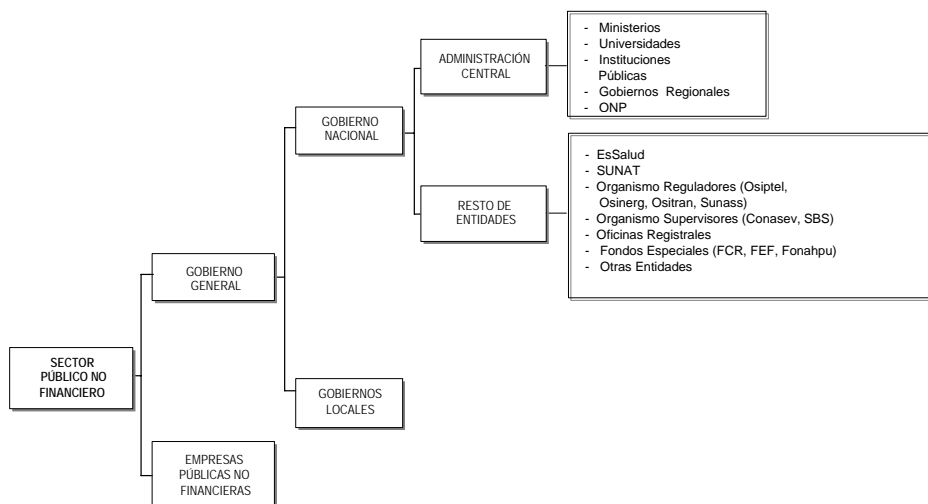 ADMINISTRACIÓN
CENTRAL
- Ministerios
- Universidades
- Instituciones
Públicas
- Gobiernos Regionales
- ONP
GOBIERNO
NACIONAL
RESTO DE
ENTIDADES
- EsSalud
- SUNAT
- Organismo Reguladores (Osiptel,
Osinerg, Ositran, Sunass)
- Organismo Supervisores (Conasev, SBS)
- Oficinas Registrales
- Fondos Especiales (FCR, FEF, Fonahpu)
- Otras Entidades
GOBIERNO
GENERAL
SECTOR
PÚBLICO NO
FINANCIERO
GOBIERNOS
LOCALES
EMPRESAS
PÚBLICAS NO
FINANCIERAS